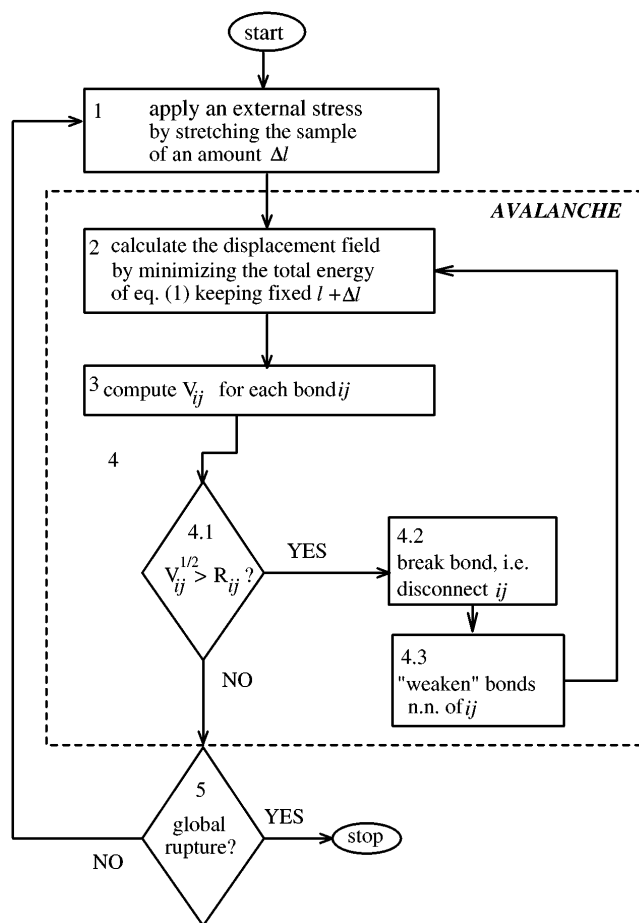 start
1 apply an external stress
by stretching the sample
of an amount Δl
AVALANCHE
2 calculate the displacement field
by minimizing the total energy
of eq. (1) keeping fixed l + Δl
3 compute V_ij for each bond ij
4
4.1
V_ij^1/2 > R_ij ?
YES
4.2
break bond, i.e.
disconnect ij
4.3
"weaken" bonds
n.n. of ij
NO
5
global
rupture?
YES
stop
NO